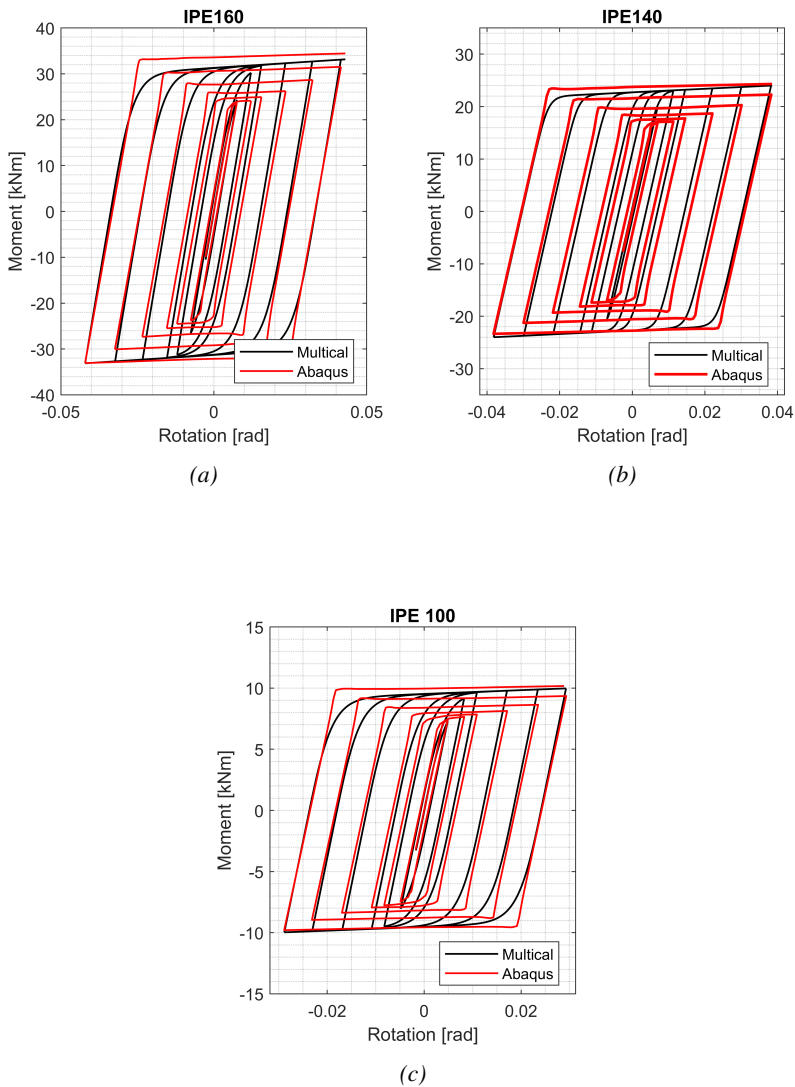 IPE160
40
30
20
10
0
-10
-20
-30
-40
Moment [kNm]
Multical
Abaqus
-0.05
0
0.05
Rotation [rad]
(a)
IPE140
30
20
10
0
-10
-20
-30
Moment [kNm]
Multical
Abaqus
-0.04
-0.02
0
0.02
0.04
Rotation [rad]
(b)
IPE 100
15
10
5
0
-5
-10
-15
Moment [kNm]
Multical
Abaqus
-0.02
0
0.02
Rotation [rad]
(c)